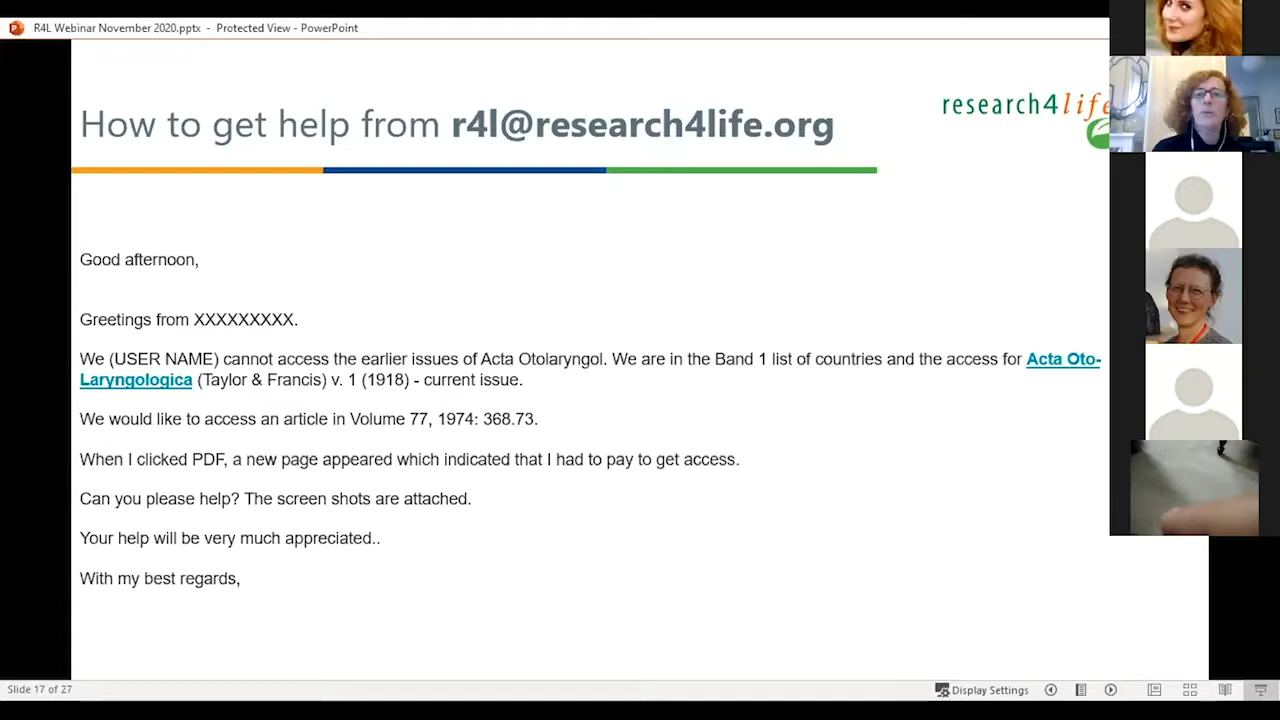 R4L Webinar November 2020.pptx - Protected View - PowerPoint
How to get help from r4l@research4life.org
research4life
Good afternoon,
Greetings from XXXXXXXXX.
We (USER NAME) cannot access the earlier issues of Acta Otolaryngol. We are in the Band 1 list of countries and the access for Acta Oto-
Laryngologica (Taylor & Francis) v. 1 (1918) - current issue.
We would like to access an article in Volume 77, 1974: 368.73.
When I clicked PDF, a new page appeared which indicated that I had to pay to get access.
Can you please help? The screen shots are attached.
Your help will be very much appreciated..
With my best regards,
Slide 17 of 27
Display Settings